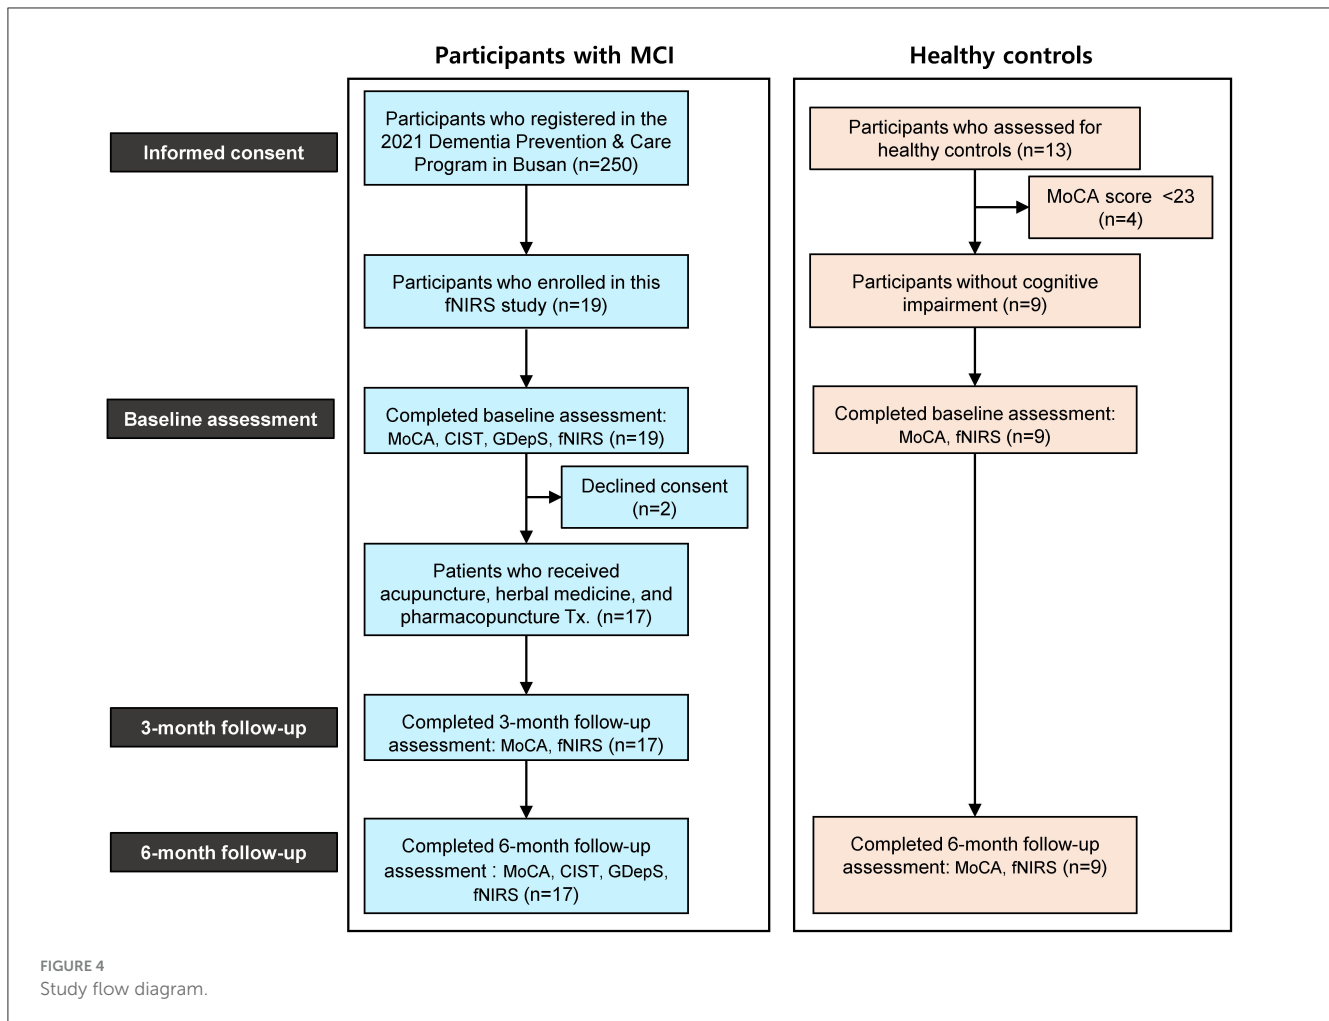 Participants with MCI
Healthy controls
Informed consent
Participants who registered in the
2021 Dementia Prevention & Care
Program in Busan (n=250)
Participants who assessed for
healthy controls (n=13)
MoCA score <23
(n=4)
Participants who enrolled in this
fNIRS study (n=19)
Participants without cognitive
impairment (n=9)
Baseline assessment
Completed baseline assessment:
MoCA, CIST, GDepS, fNIRS (n=19)
Completed baseline assessment:
MoCA, fNIRS (n=9)
Declined consent
(n=2)
Patients who received
acupuncture, herbal medicine, and
pharmacopuncture Tx. (n=17)
3-month follow-up
Completed 3-month follow-up
assessment: MoCA, fNIRS (n=17)
6-month follow-up
Completed 6-month follow-up
assessment : MoCA, CIST, GDepS,
fNIRS (n=17)
Completed 6-month follow-up
assessment: MoCA, fNIRS (n=9)
FIGURE 4
Study flow diagram.